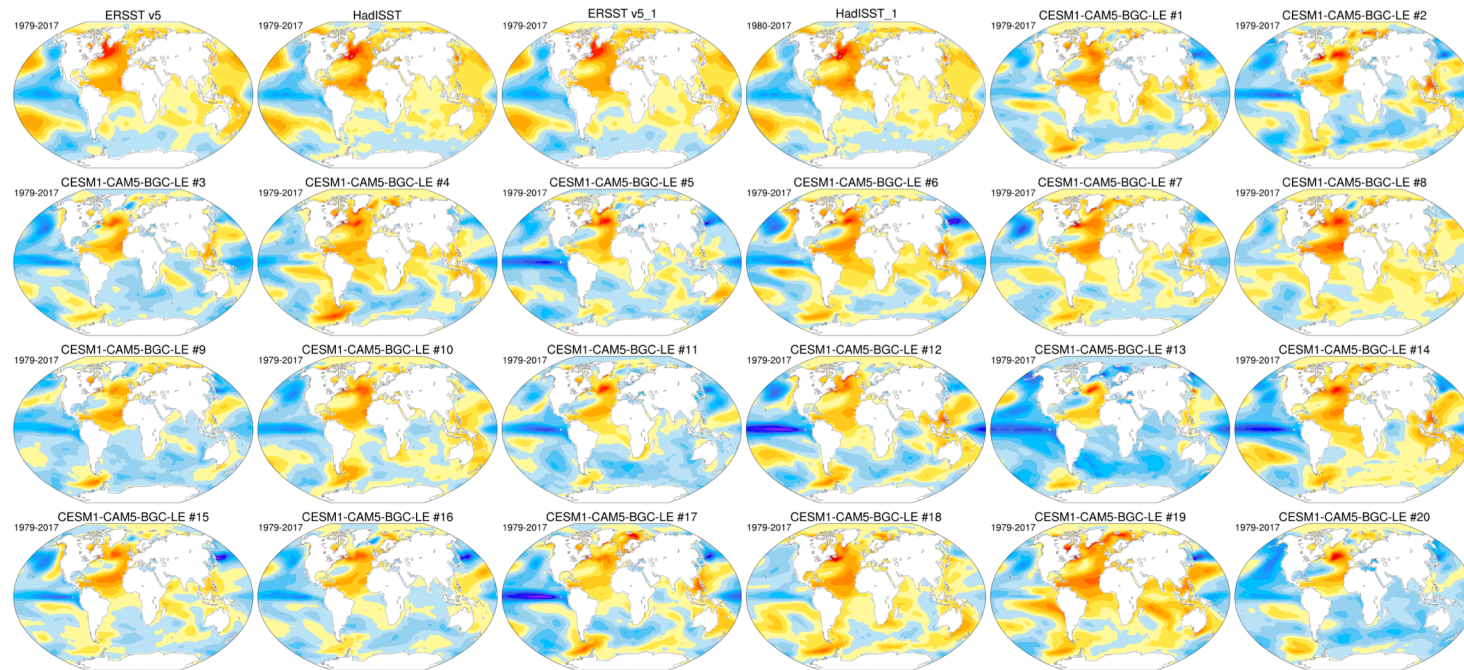 ERSST v5
1979-2017
HadISST
1979-2017
ERSST v5_1
1979-2017
HadISST_1
1980-2017
CESM1-CAM5-BGC-LE #1
1979-2017
CESM1-CAM5-BGC-LE #2
1979-2017
CESM1-CAM5-BGC-LE #3
1979-2017
CESM1-CAM5-BGC-LE #4
1979-2017
CESM1-CAM5-BGC-LE #5
1979-2017
CESM1-CAM5-BGC-LE #6
1979-2017
CESM1-CAM5-BGC-LE #7
1979-2017
CESM1-CAM5-BGC-LE #8
1979-2017
CESM1-CAM5-BGC-LE #9
1979-2017
CESM1-CAM5-BGC-LE #10
1979-2017
CESM1-CAM5-BGC-LE #11
1979-2017
CESM1-CAM5-BGC-LE #12
1979-2017
CESM1-CAM5-BGC-LE #13
1979-2017
CESM1-CAM5-BGC-LE #14
1979-2017
CESM1-CAM5-BGC-LE #15
1979-2017
CESM1-CAM5-BGC-LE #16
1979-2017
CESM1-CAM5-BGC-LE #17
1979-2017
CESM1-CAM5-BGC-LE #18
1979-2017
CESM1-CAM5-BGC-LE #19
1979-2017
CESM1-CAM5-BGC-LE #20
1979-2017